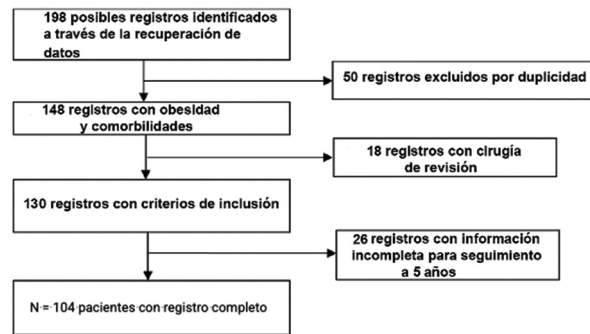 198 posibles registros identificados
a través de la recuperación de
datos
50 registros excluidos por duplicidad
148 registros con obesidad
y comorbilidades
18 registros con cirugía
de revisión
130 registros con criterios de inclusión
26 registros con información
incompleta para seguimiento
a 5 años
N = 104 pacientes con registro completo